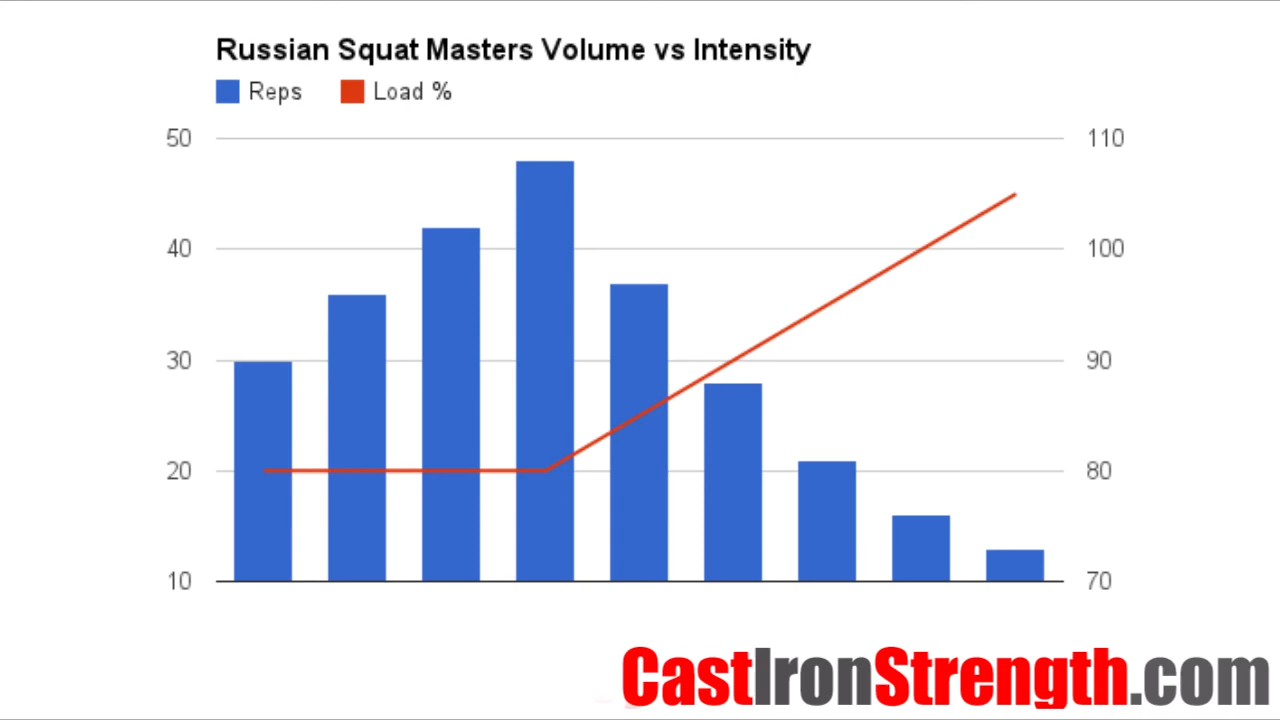 Russian Squat Masters Volume vs Intensity
Reps Load %
50 110
40 100
30 90
20 80
10 70
CastIronStrength.com